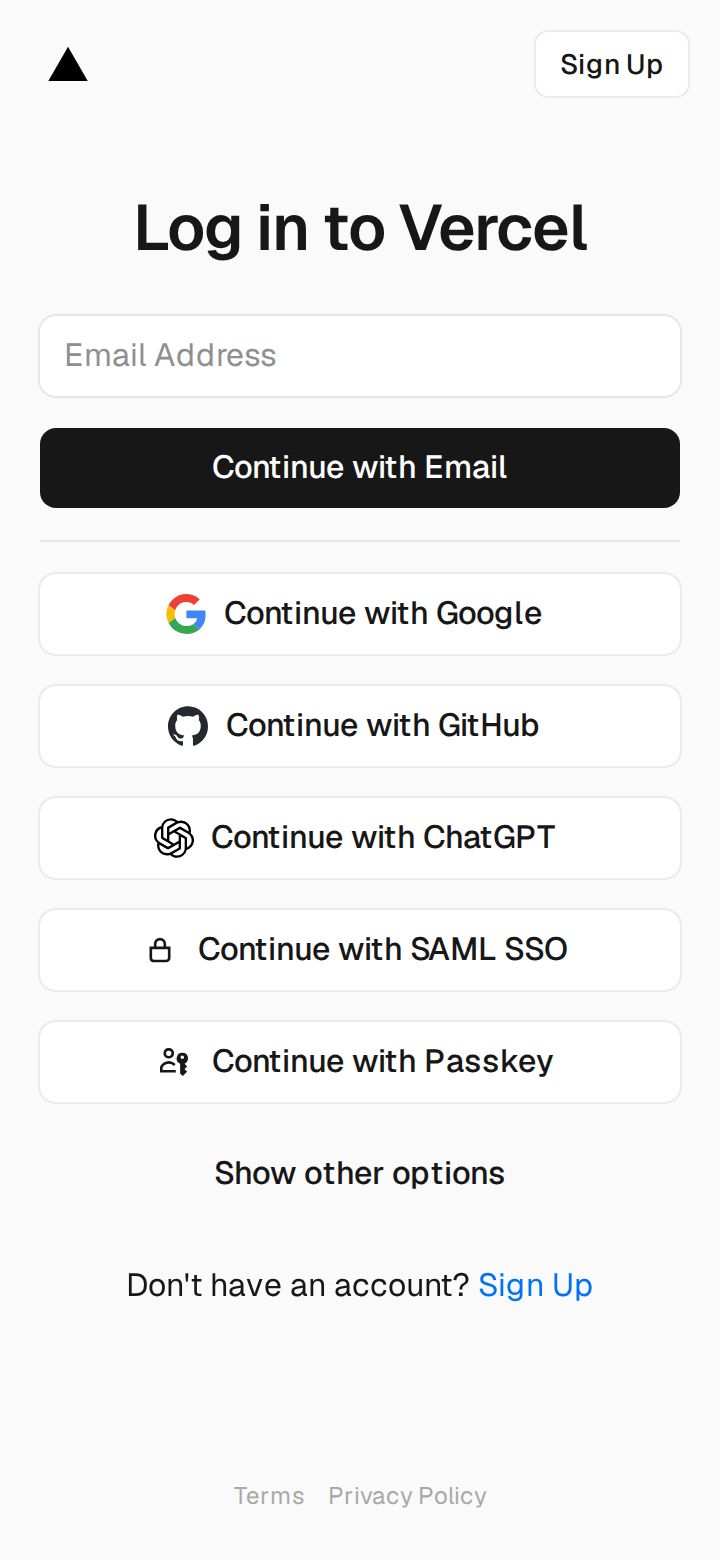 Sign Up
Log in to Vercel
Email Address
Continue with Email
Continue with Google
Continue with GitHub
Continue with ChatGPT
Continue with SAML SSO
Continue with Passkey
Show other options
Don't have an account? Sign Up
Terms Privacy Policy